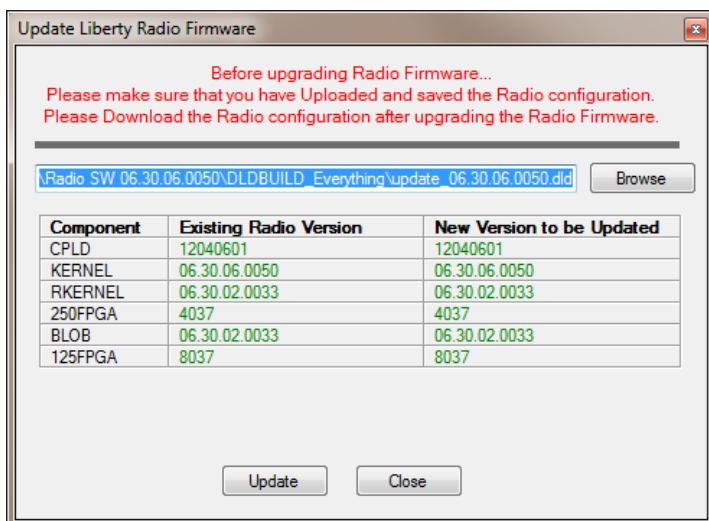 Update Liberty Radio Firmware
Before upgrading Radio Firmware...
Please make sure that you have Uploaded and saved the Radio configuration.
Please Download the Radio configuration after upgrading the Radio Firmware.
\Radio SW 06.30.06.0050\DLDBUILD_Everything\update_06.30.06.0050.dld Browse
Component Existing Radio Version New Version to be Updated
CPLD 12040601 12040601
KERNEL 06.30.06.0050 06.30.06.0050
RKERNEL 06.30.02.0033 06.30.02.0033
250FPGA 4037 4037
BLOB 06.30.02.0033 06.30.02.0033
125FPGA 8037 8037
Update Close